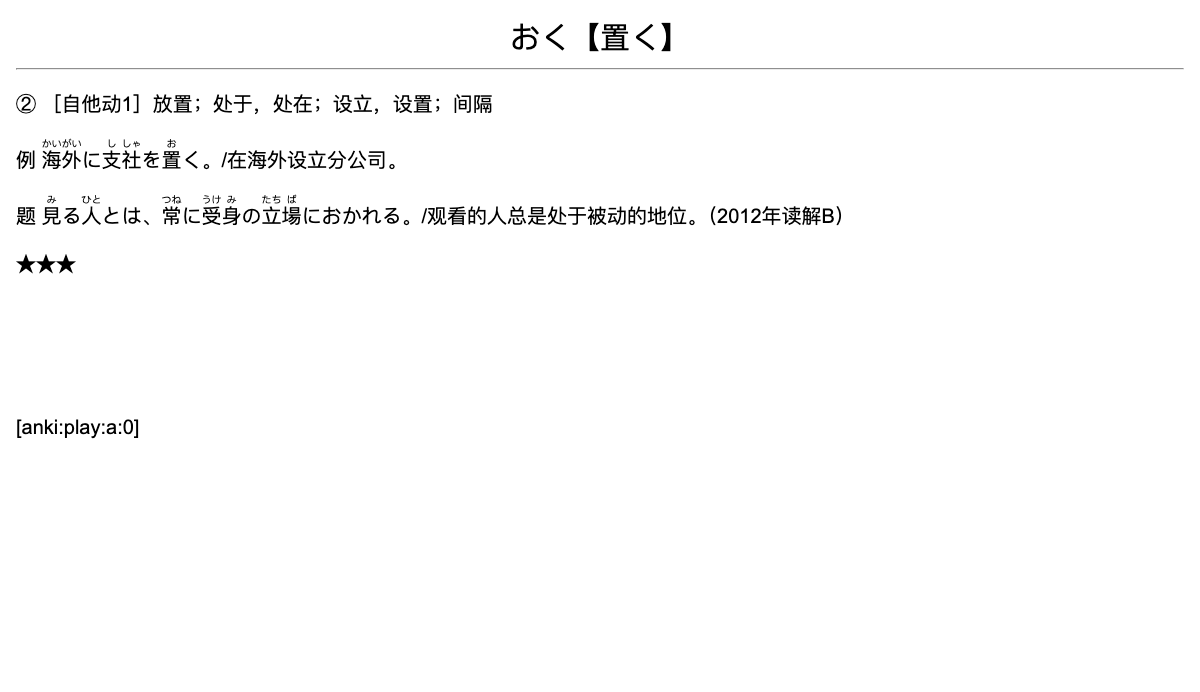 おく【置く】
② ［自他动1］放置；处于，处在；设立，设置；间隔
かいがい し しゃ お
例 海外に支社を置く。/在海外设立分公司。
み ひと つね うけ み たち ば
题 見る人とは、常に受身の立場におかれる。/观看的人总是处于被动的地位。（2012年读解B）
★★★
[anki:play:a:0]